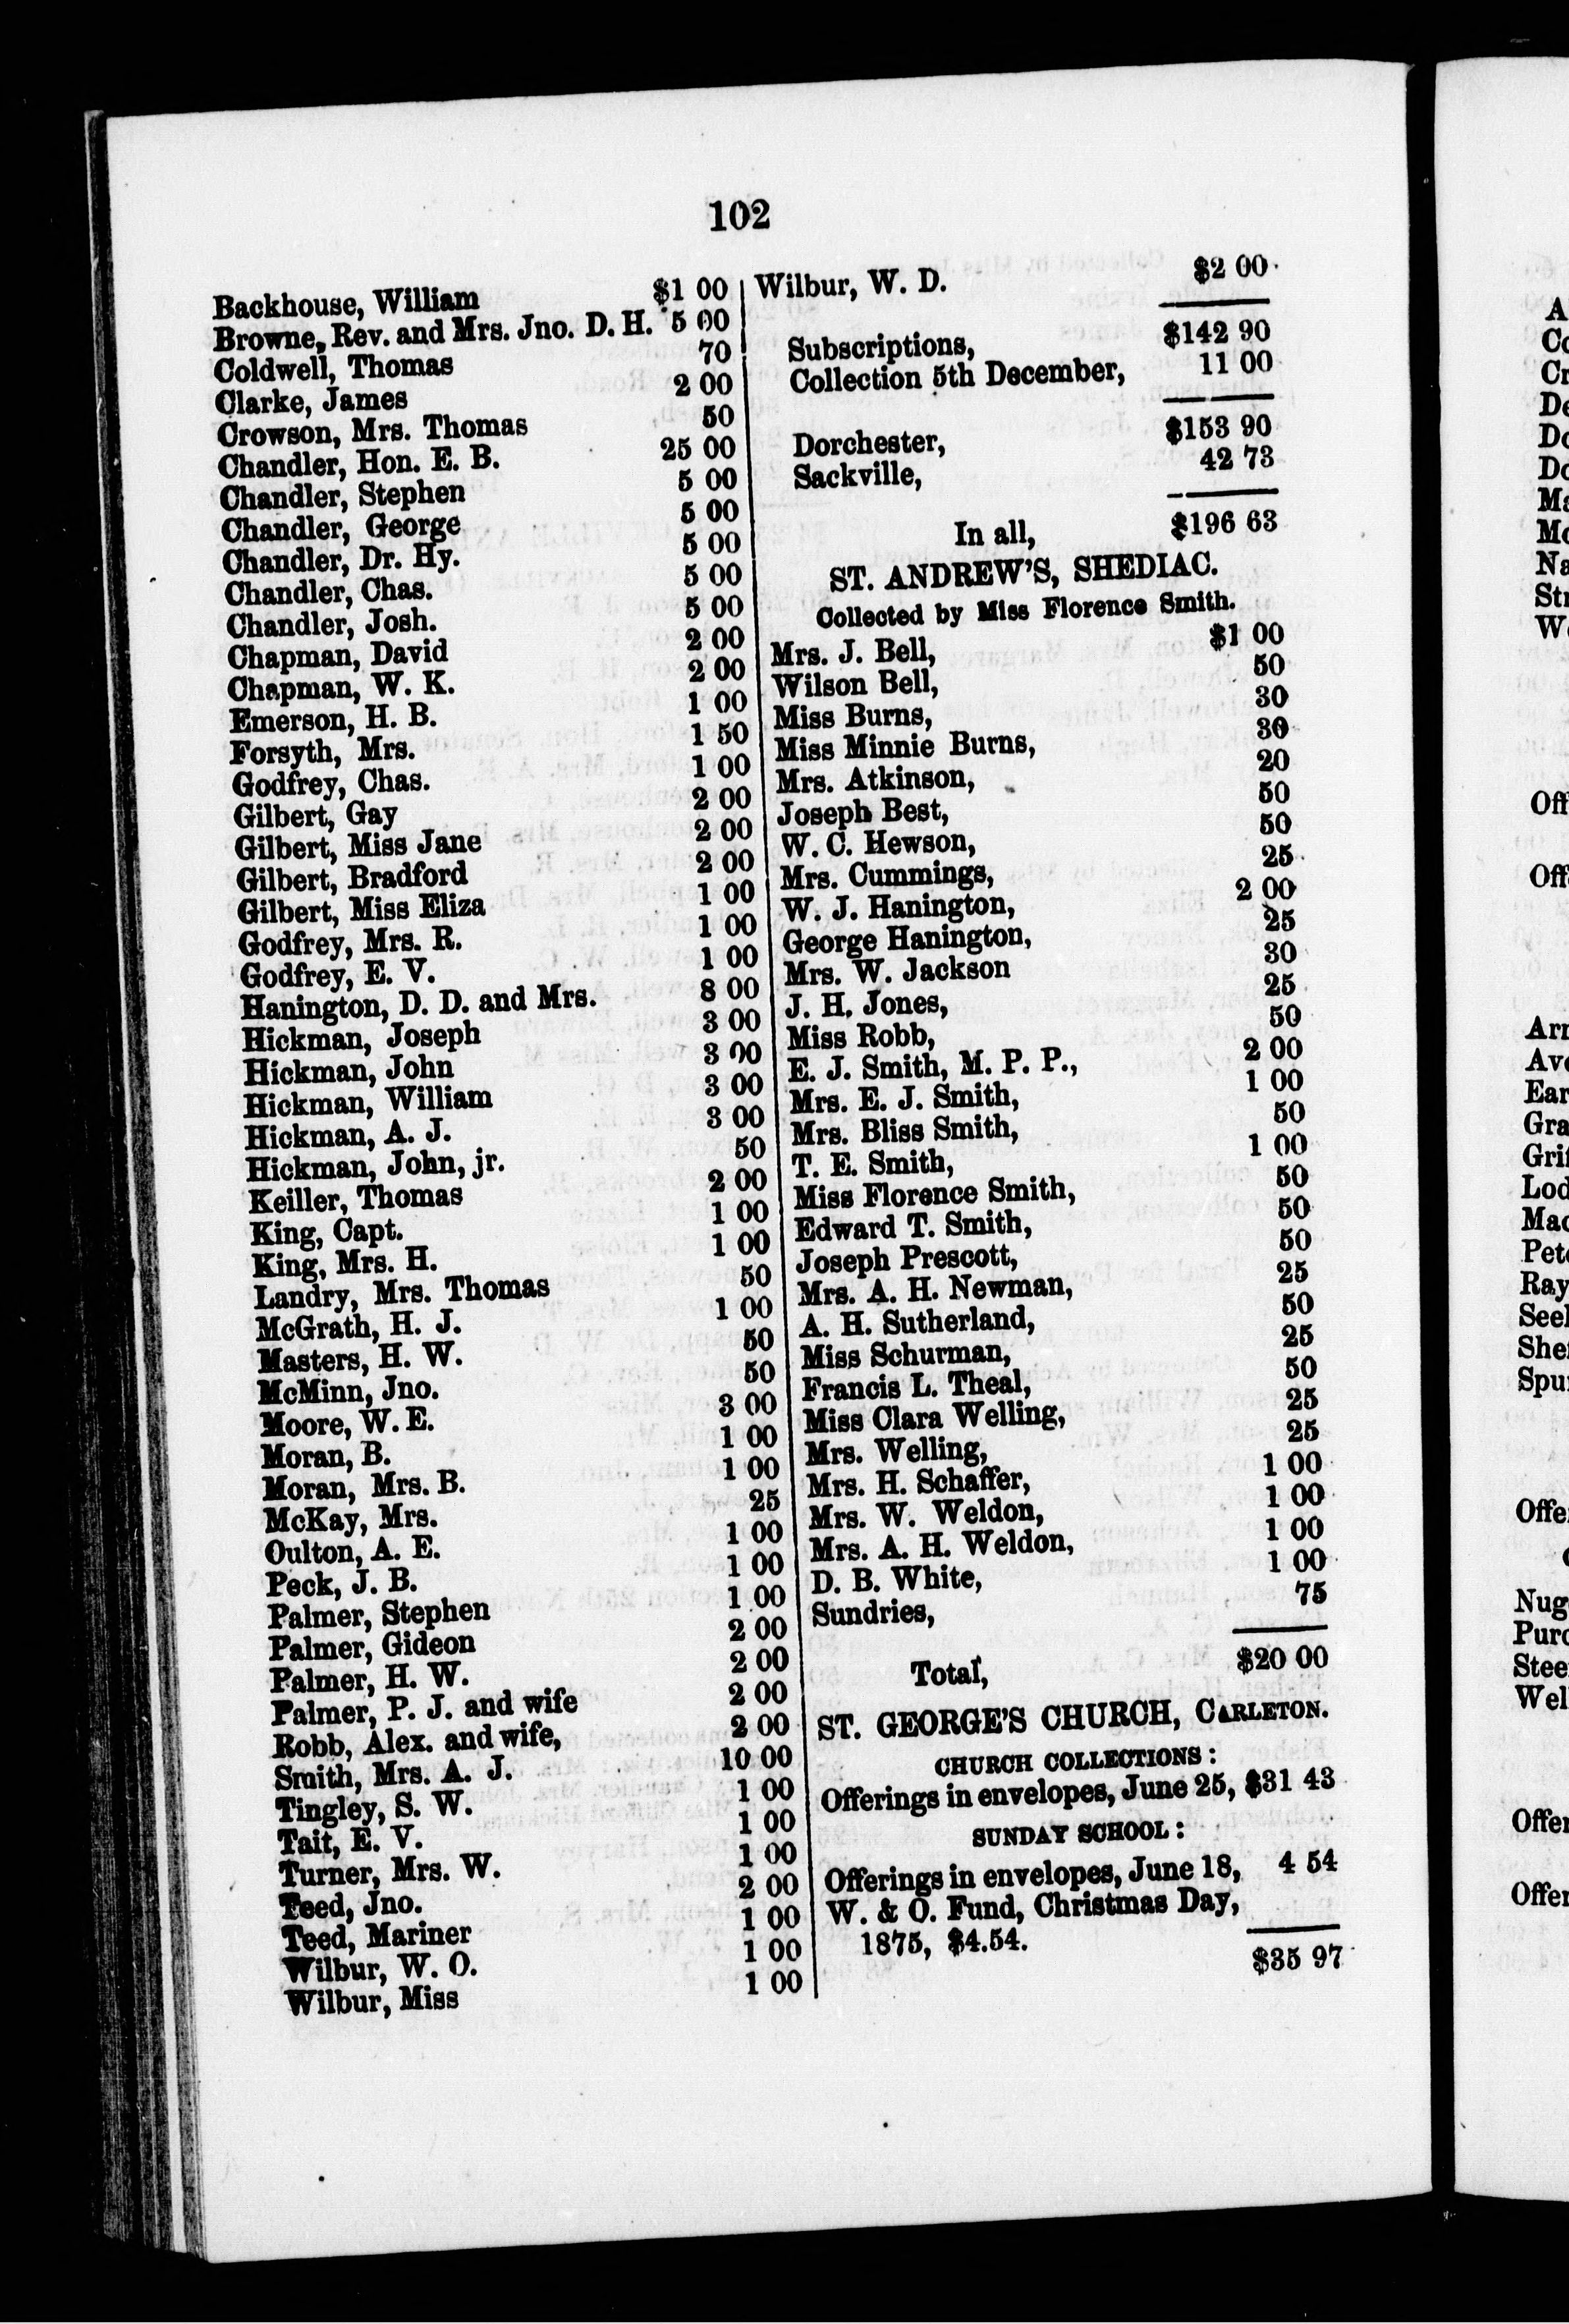 102
Backhouse, William $1 00
Browne, Rev. and Mrs. Jno. D. H. 5 00
Coldwell, Thomas 70
Clarke, James 2 00
Crowson, Mrs. Thomas 50
Chandler, Hon. E. B. 25 00
Chandler, Stephen 5 00
Chandler, George 5 00
Chandler, Dr. Hy. 5 00
Chandler, Chas. 5 00
Chandler, Josh. 5 00
Chapman, David 2 00
Chapman, W. K. 2 00
Emerson, H. B. 1 00
Forsyth, Mrs. 1 50
Godfrey, Chas. 1 00
Gilbert, Gay 2 00
Gilbert, Miss Jane 2 00
Gilbert, Bradford 2 00
Gilbert, Miss Eliza 1 00
Godfrey, Mrs. R. 1 00
Godfrey, E. V. 1 00
Hanington, D. D. and Mrs. 8 00
Hickman, Joseph 3 00
Hickman, John 3 00
Hickman, William 3 00
Hickman, A. J. 3 00
Hickman, John, jr. 50
Keiller, Thomas 2 00
King, Capt. 1 00
King, Mrs. H. 1 00
Landry, Mrs. Thomas 50
McGrath, H. J. 1 00
Masters, H. W. 50
McMinn, Jno. 50
Moore, W. E. 3 00
Moran, B. 1 00
Moran, Mrs. B. 1 00
McKay, Mrs. 25
Oulton, A. E. 1 00
Peck, J. B. 1 00
Palmer, Stephen 1 00
Palmer, Gideon 2 00
Palmer, H. W. 2 00
Palmer, P. J. and wife 2 00
Robb, Alex. and wife, 2 00
Smith, Mrs. A. J. 10 00
Tingley, S. W. 1 00
Tait, E. V. 1 00
Turner, Mrs. W. 1 00
Teed, Jno. 2 00
Teed, Mariner 1 00
Wilbur, W. O. 1 00
Wilbur, Miss 1 00
Wilbur, W. D. $2 00
Subscriptions, $142 90
Collection 5th December, 11 00
Dorchester, $153 90
Sackville, 42 73
In all, $196 63
ST. ANDREW'S, SHEDIAC.
Collected by Miss Florence Smith.
Mrs. J. Bell, $1 00
Wilson Bell, 50
Miss Burns, 30
Miss Minnie Burns, 30
Mrs. Atkinson, 20
Joseph Best, 50
W. C. Hewson, 50
Mrs. Cummings, 25
W. J. Hanington, 2 00
George Hanington, 25
Mrs. W. Jackson 30
J. H. Jones, 25
Miss Robb, 50
E. J. Smith, M. P. P., 2 00
Mrs. E. J. Smith, 1 00
Mrs. Bliss Smith, 50
T. E. Smith, 1 00
Miss Florence Smith, 50
Edward T. Smith, 50
Joseph Prescott, 50
Mrs. A. H. Newman, 25
A. H. Sutherland, 50
Miss Schurman, 25
Francis L. Theal, 50
Miss Clara Welling, 25
Mrs. Welling, 25
Mrs. H. Schaffer, 1 00
Mrs. W. Weldon, 1 00
Mrs. A. H. Weldon, 1 00
D. B. White, 1 00
Sundries, 75
Total, $20 00
ST. GEORGE'S CHURCH, CARLETON.
CHURCH COLLECTIONS:
Offerings in envelopes, June 25, $31 43
SUNDAY SCHOOL:
Offerings in envelopes, June 18, 4 54
W. & O. Fund, Christmas Day,
1875, $4.54.
$35 97